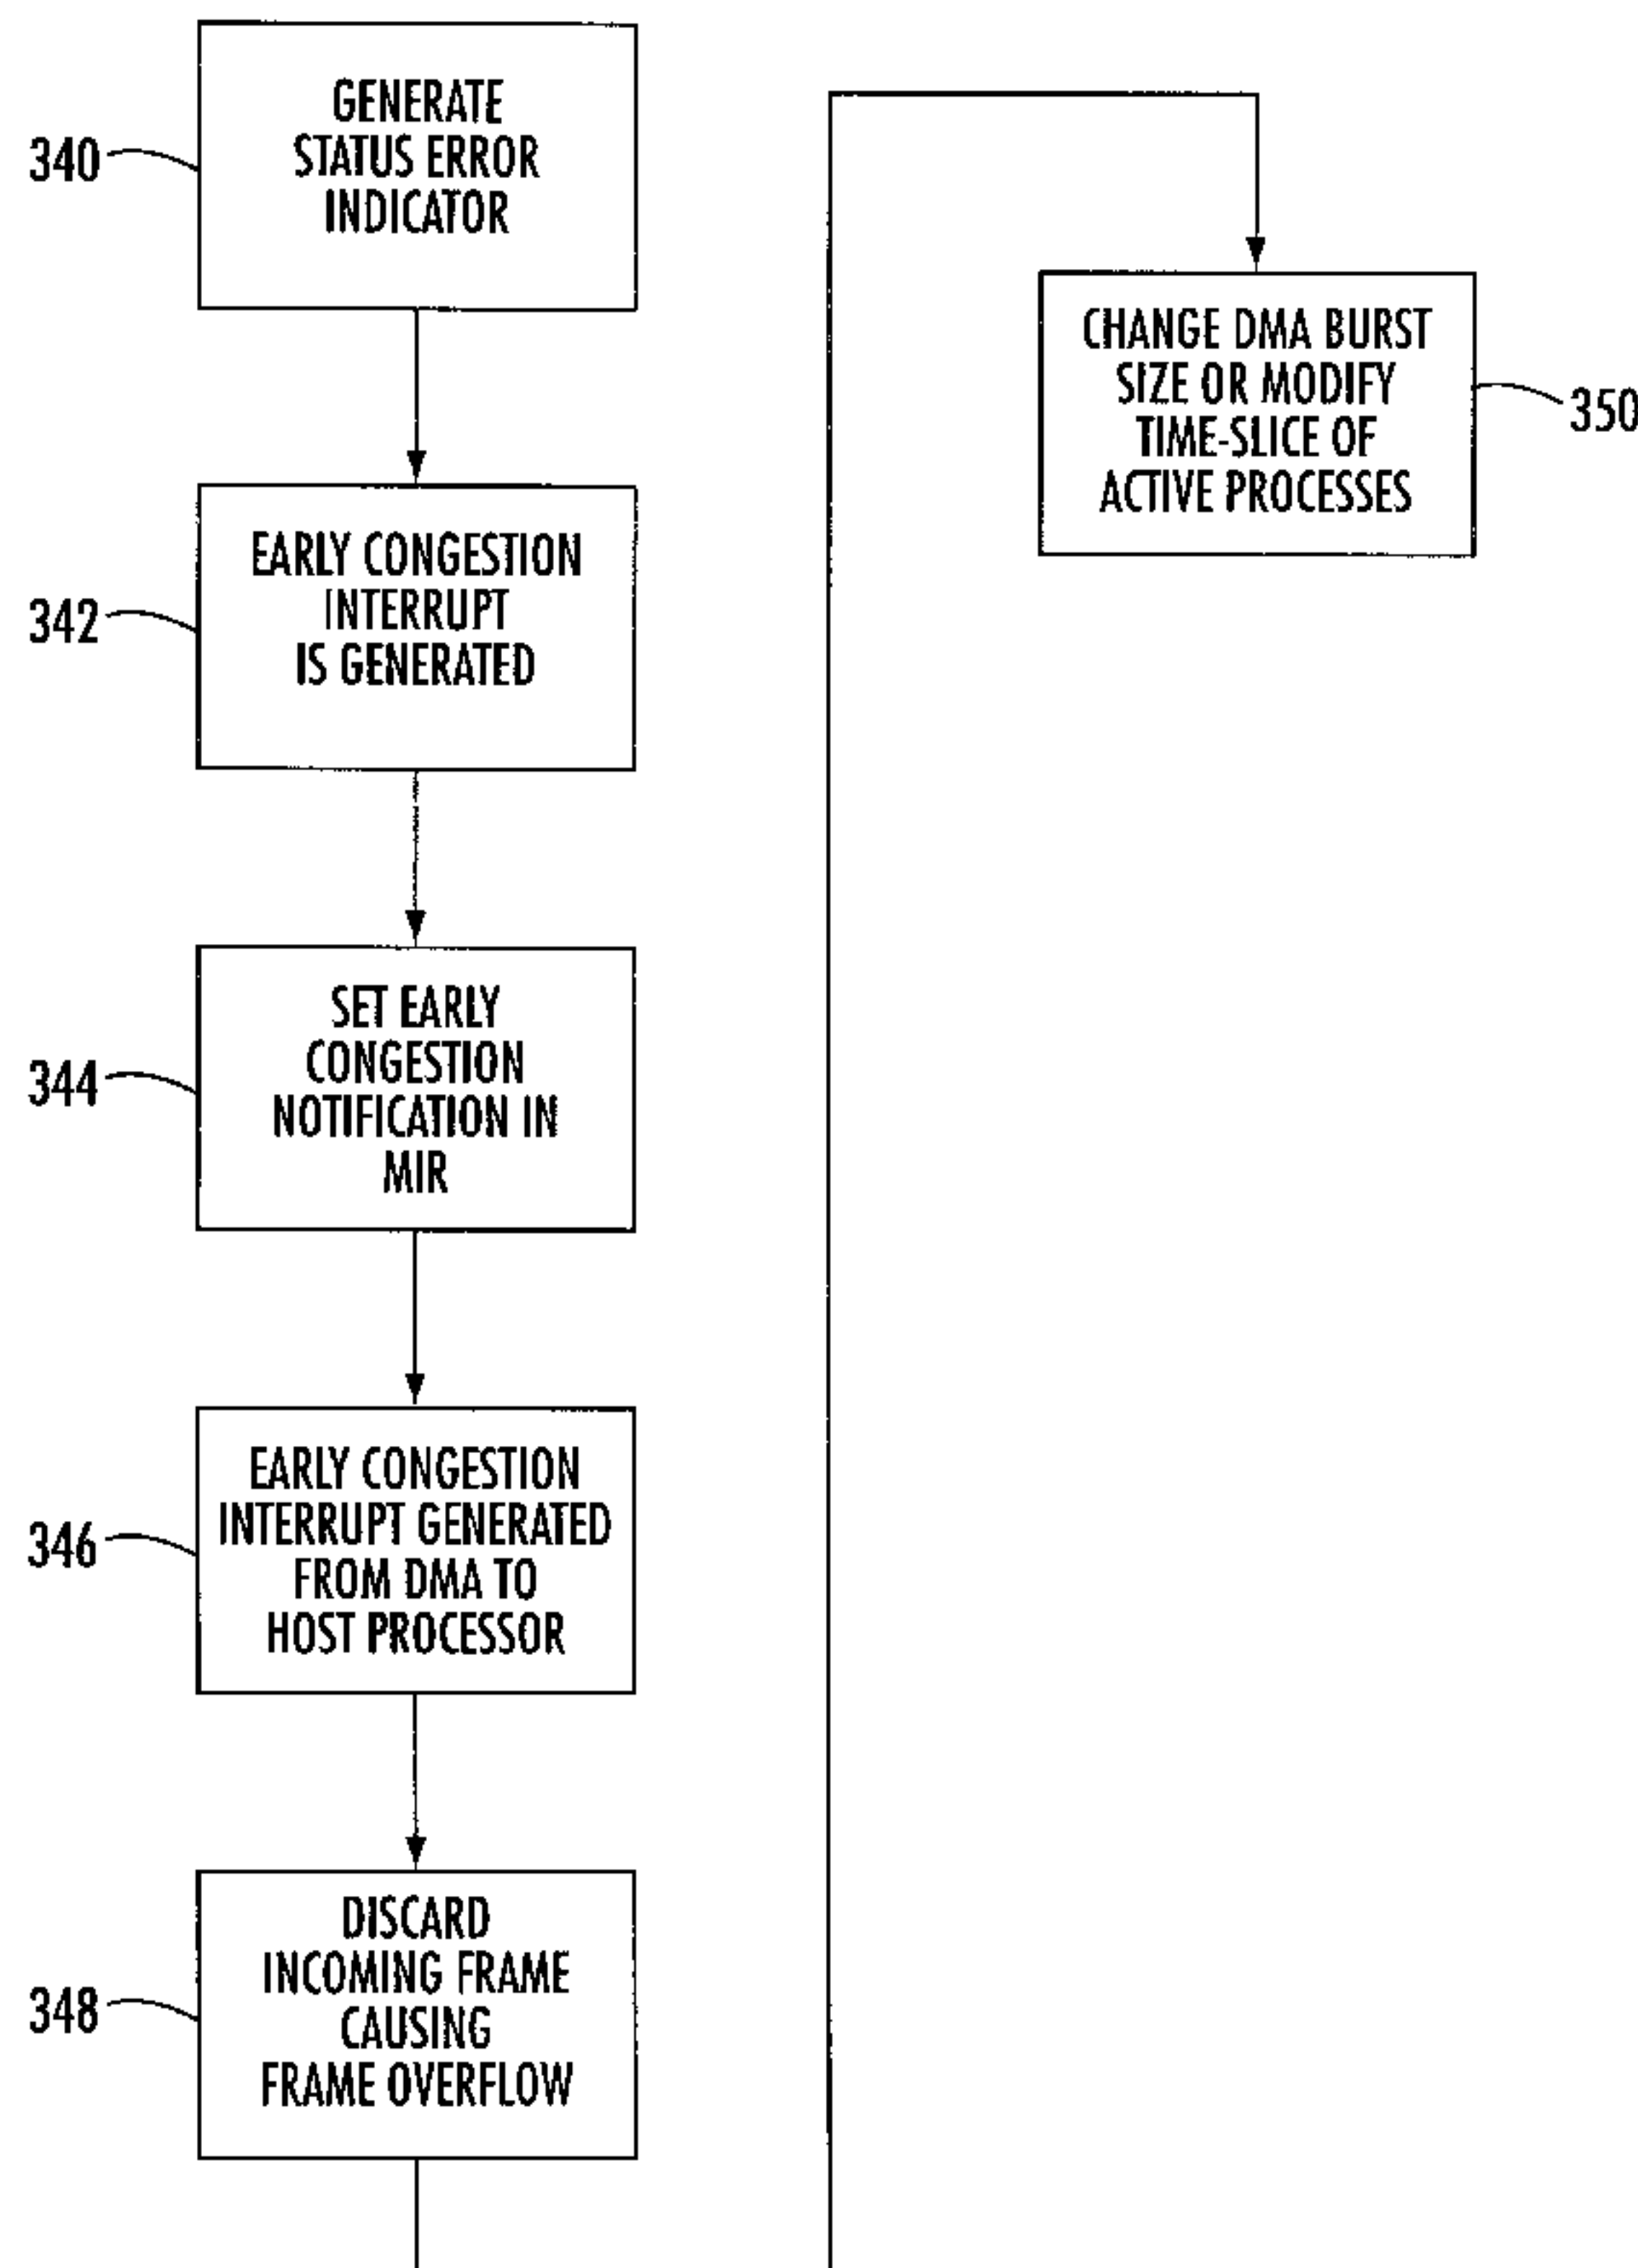 340
GENERATE
STATUS ERROR
INDICATOR
342
EARLY CONGESTION
INTERRUPT
IS GENERATED
344
SET EARLY
CONGESTION
NOTIFICATION IN
MIR
346
EARLY CONGESTION
INTERRUPT GENERATED
FROM DMA TO
HOST PROCESSOR
348
DISCARD
INCOMING FRAME
CAUSING
FRAME OVERFLOW
CHANGE DMA BURST
SIZE OR MODIFY
TIME-SLICE OF
ACTIVE PROCESSES
350